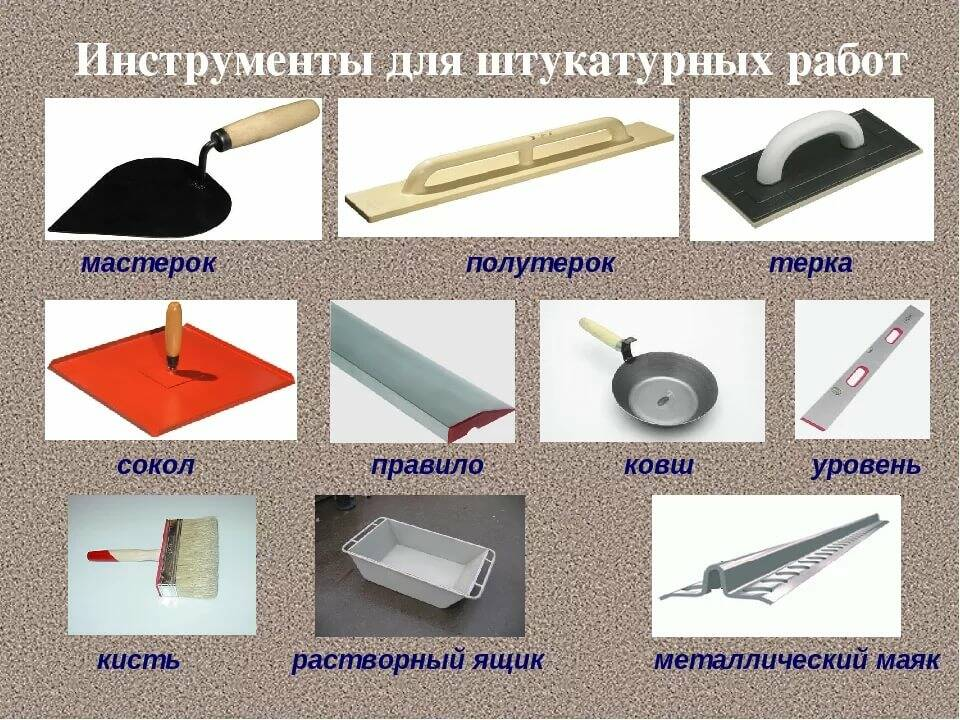 Инструменты для штукатурных работ
мастерок
полутерок
терка
сокол
правило
ковш
уровень
кисть
растворный ящик
металлический маяк